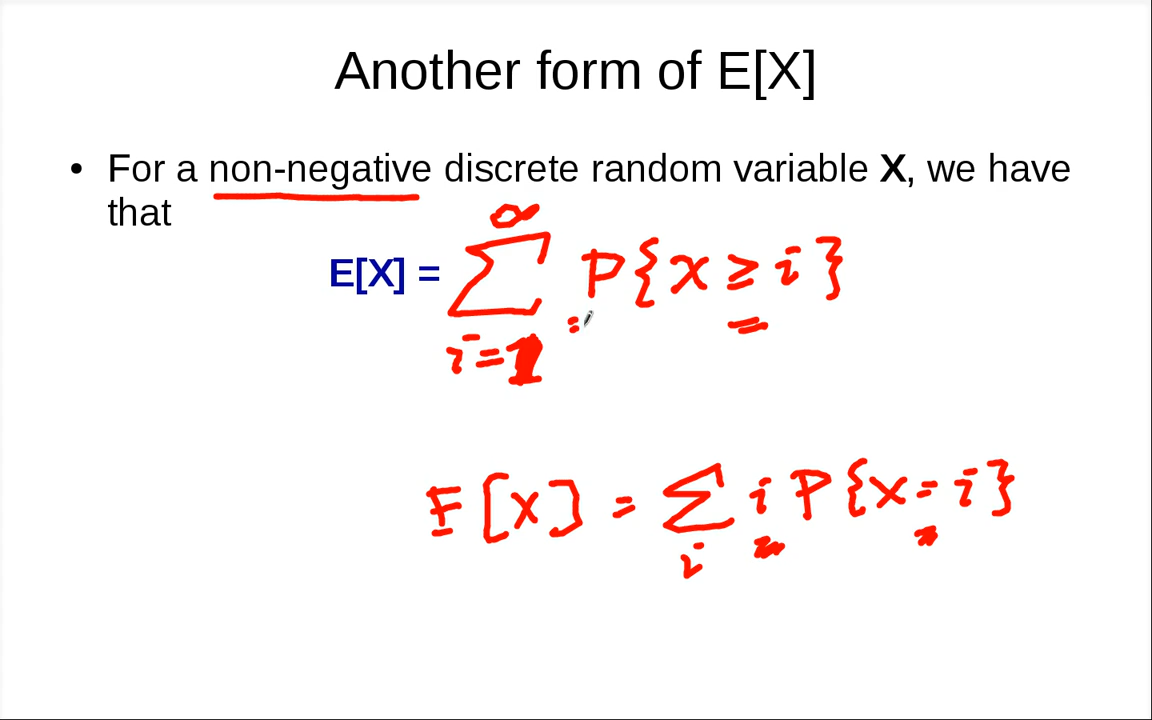 Another form of E[X]
• For a non-negative discrete random variable X, we have
that
E[X] = ∑_{i=1}^{∞} P{X ≥ i}
E[X] = ∑_{i} i P{X = i}